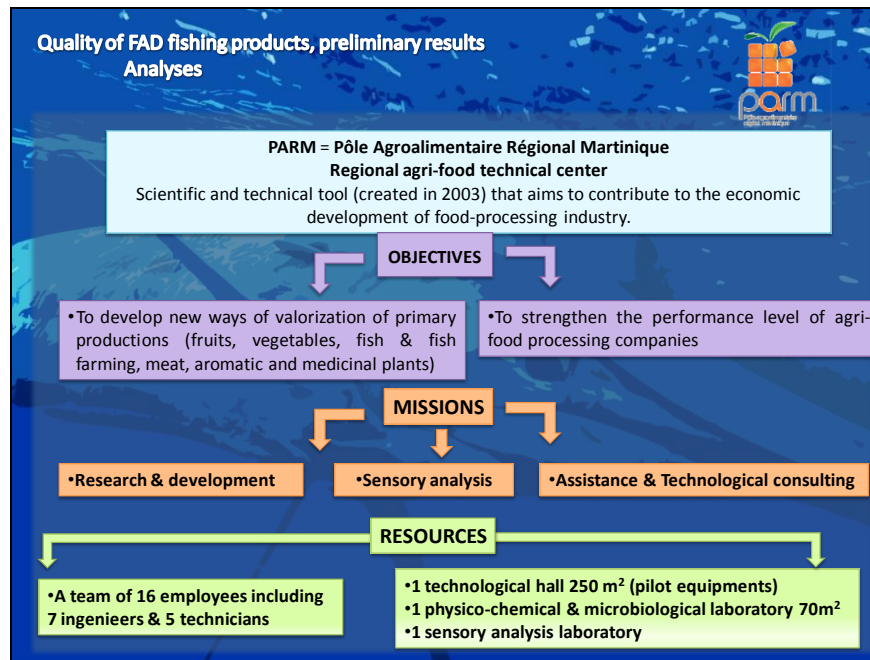 Quality of FAD fishing products, preliminary results
Analyses
parm
Pôle agroalimentaire
régional martinique
PARM = Pôle Agroalimentaire Régional Martinique
Regional agri-food technical center
Scientific and technical tool (created in 2003) that aims to contribute to the economic
development of food-processing industry.
OBJECTIVES
•To develop new ways of valorization of primary
productions (fruits, vegetables, fish & fish
farming, meat, aromatic and medicinal plants)
•To strengthen the performance level of agri-
food processing companies
MISSIONS
•Research & development
•Sensory analysis
•Assistance & Technological consulting
RESOURCES
•A team of 16 employees including
7 ingenieers & 5 technicians
•1 technological hall 250 m² (pilot equipments)
•1 physico-chemical & microbiological laboratory 70m²
•1 sensory analysis laboratory